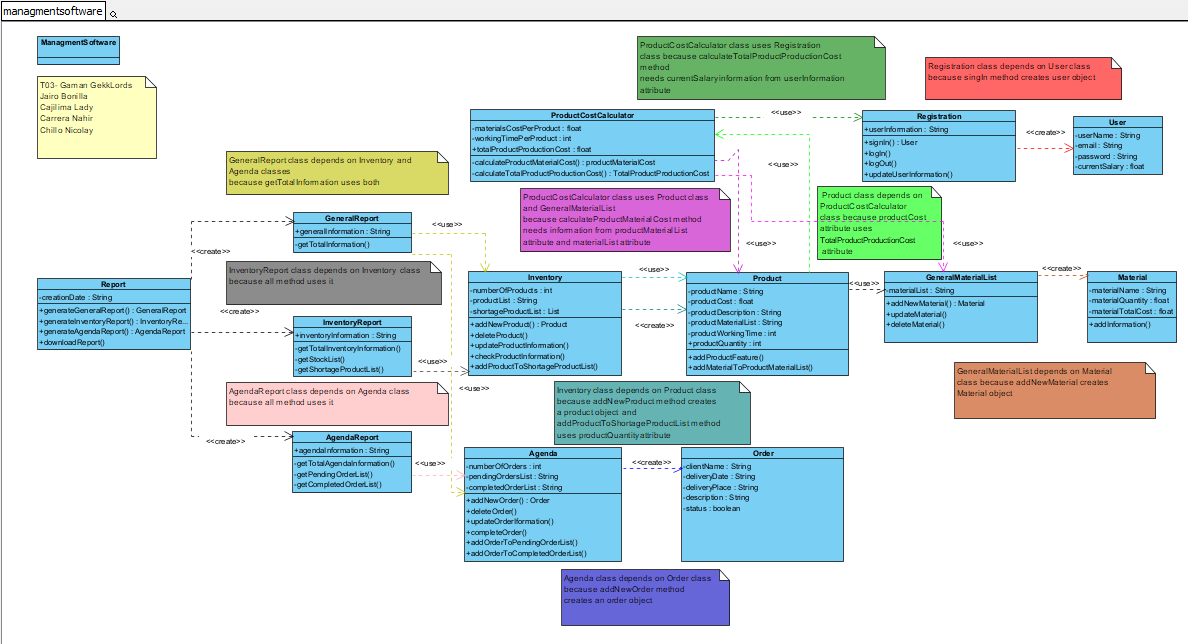 managmentsoftware
ManagmentSoftware
T03- Gaman GekkLords
Jairo Bonilla
Cajilima Lady
Carrera Nahir
Chillo Nicolay
ProductCostCalculator class uses Registration
class because calculateTotalProductProductionCost
method
needs currentSalary information from userInformation
attribute
Registration class depends on User class
because singIn method creates user object
ProductCostCalculator
-materialsCostPerProduct : float
-workingTimePerProduct : int
+totalProductProductionCost : float
-calculateProductMaterialCost() : productMaterialCost
-calculateTotalProductProductionCost() : TotalProductProductionCost
<<use>>
Registration
+userInformation : String
+signIn() : User
+logIn()
+logOut()
+updateUserInformation()
<<create>>
User
-userName : String
-email : String
-password : String
-currentSalary : float
GeneralReport class depends on Inventory and
Agenda classes
because getTotalInformation uses both
<<use>>
ProductCostCalculator class uses Product class
and GeneralMaterialList
because calculateProductMaterialCost method
needs information from productMaterialList
attribute and materialList attribute
Product class depends on
ProductCostCalculator
class because productCost
attribute uses
TotalProductProductionCost
attribute
GeneralReport
+generalInformation : String
-getTotalInformation()
<<use>>
<<create>>
<<use>>
<<use>>
InventoryReport class depends on Inventory class
because all method uses it
Report
-creationDate : String
+generateGeneralReport() : GeneralReport
+generateInventoryReport() : InventoryRe...
+generateAgendaReport() : AgendaReport
+downloadReport()
<<create>>
InventoryReport
+inventoryInformation : String
-getTotalInventoryInformation()
-getStockList()
-getShortageProductList()
<<use>>
Inventory
-numberOfProducts : int
-productList : String
-shortageProductList : List
+addNewProduct() : Product
+deleteProduct()
+updateProductInformation()
+checkProductInformation()
+addProductToShortageProductList()
<<use>>
<<create>>
Product
-productName : String
-productCost : float
-productDescription : String
-productMaterialList : String
-productWorkingTime : int
+productQuantity : int
+addProductFeature()
+addMaterialToProductMaterialList()
<<use>>
GeneralMaterialList
-materialList : String
+addNewMaterial() : Material
+updateMaterial()
+deleteMaterial()
<<create>>
Material
-materialName : String
-materialQuantity : float
-materialTotalCost : float
+addInformation()
AgendaReport class depends on Agenda class
because all method uses it
<<use>>
Inventory class depends on Product class
because addNewProduct method creates
a product object and
addProductToShortageProductList method
uses productQuantity attribute
GeneralMaterialList depends on Material
class because addNewMaterial creates
Material object
<<create>>
AgendaReport
+agendaInformation : String
-getTotalAgendaInformation()
-getPendingOrderList()
-getCompletedOrderList()
<<use>>
Agenda
-numberOfOrders : int
-pendingOrdersList : String
-completedOrderList : String
+addNewOrder() : Order
+deleteOrder()
+updateOrderIformation()
+completeOrder()
+addOrderToPendingOrderList()
+addOrderToCompletedOrderList()
<<create>>
Order
-clientName : String
-deliveryDate : String
-deliveryPlace : String
-description : String
-status : boolean
Agenda class depends on Order class
because addNewOrder method
creates an order object